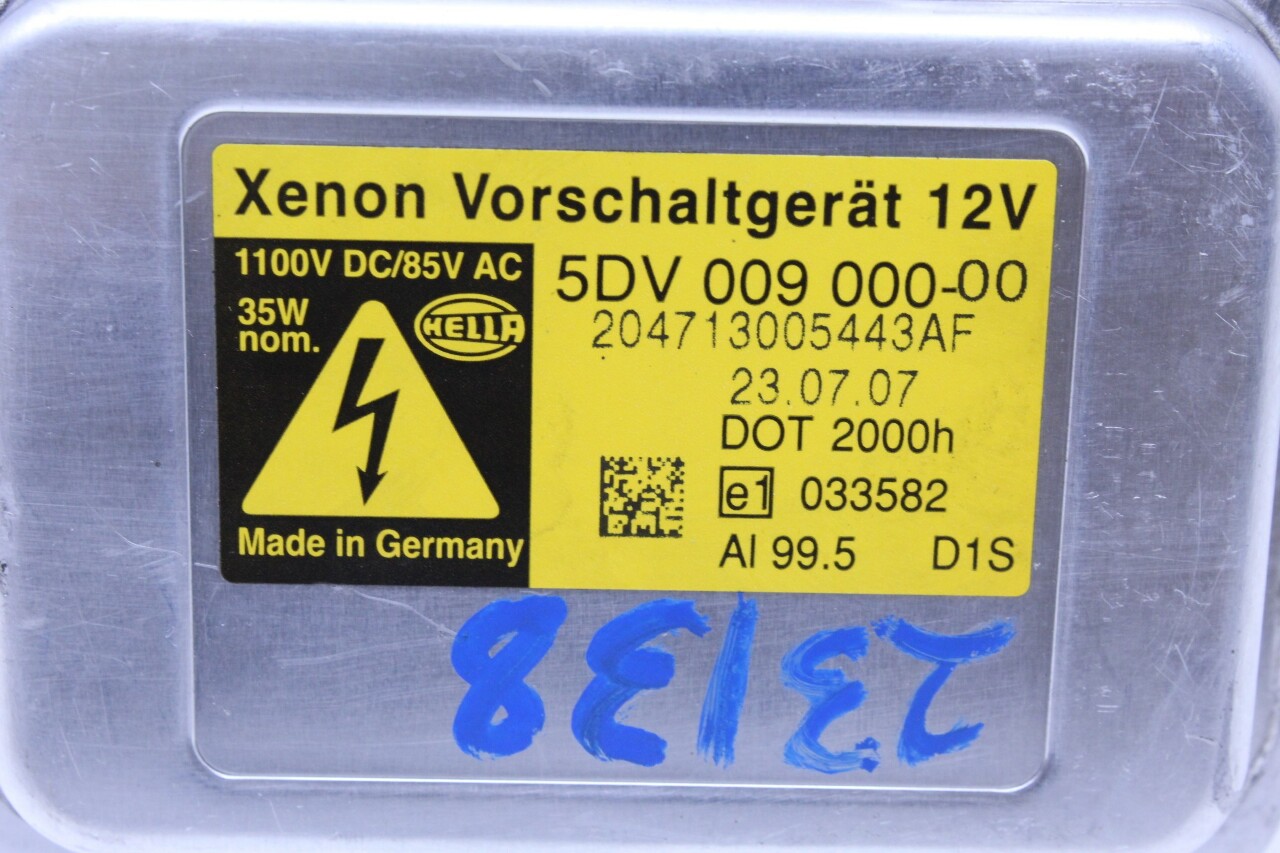 Xenon Vorschaltgerät 12V
1100V DC/85V AC
35W
nom.
HELLA
Made in Germany
5DV 009 000-00
204713005443AF
23.07.07
DOT 2000h
e1 033582
Al 99.5 D1S
23138